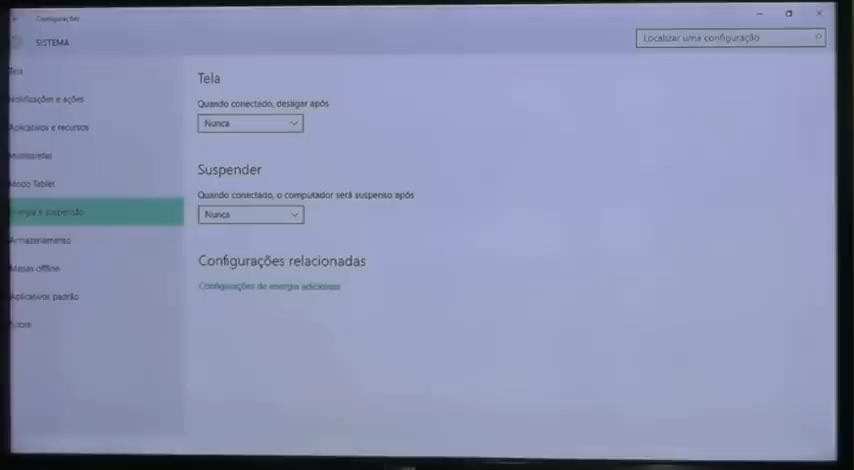 Configurações
SISTEMA
Localizar uma configuração
Tela
Notificações e ações
Aplicativos e recursos
Multitarefas
Modo Tablet
Energia e suspensão
Armazenamento
Mapas offline
Aplicativos padrão
Sobre
Tela
Quando conectado, desligar após
Nunca
Suspender
Quando conectado, o computador será suspenso após
Nunca
Configurações relacionadas
Configurações de energia adicionais